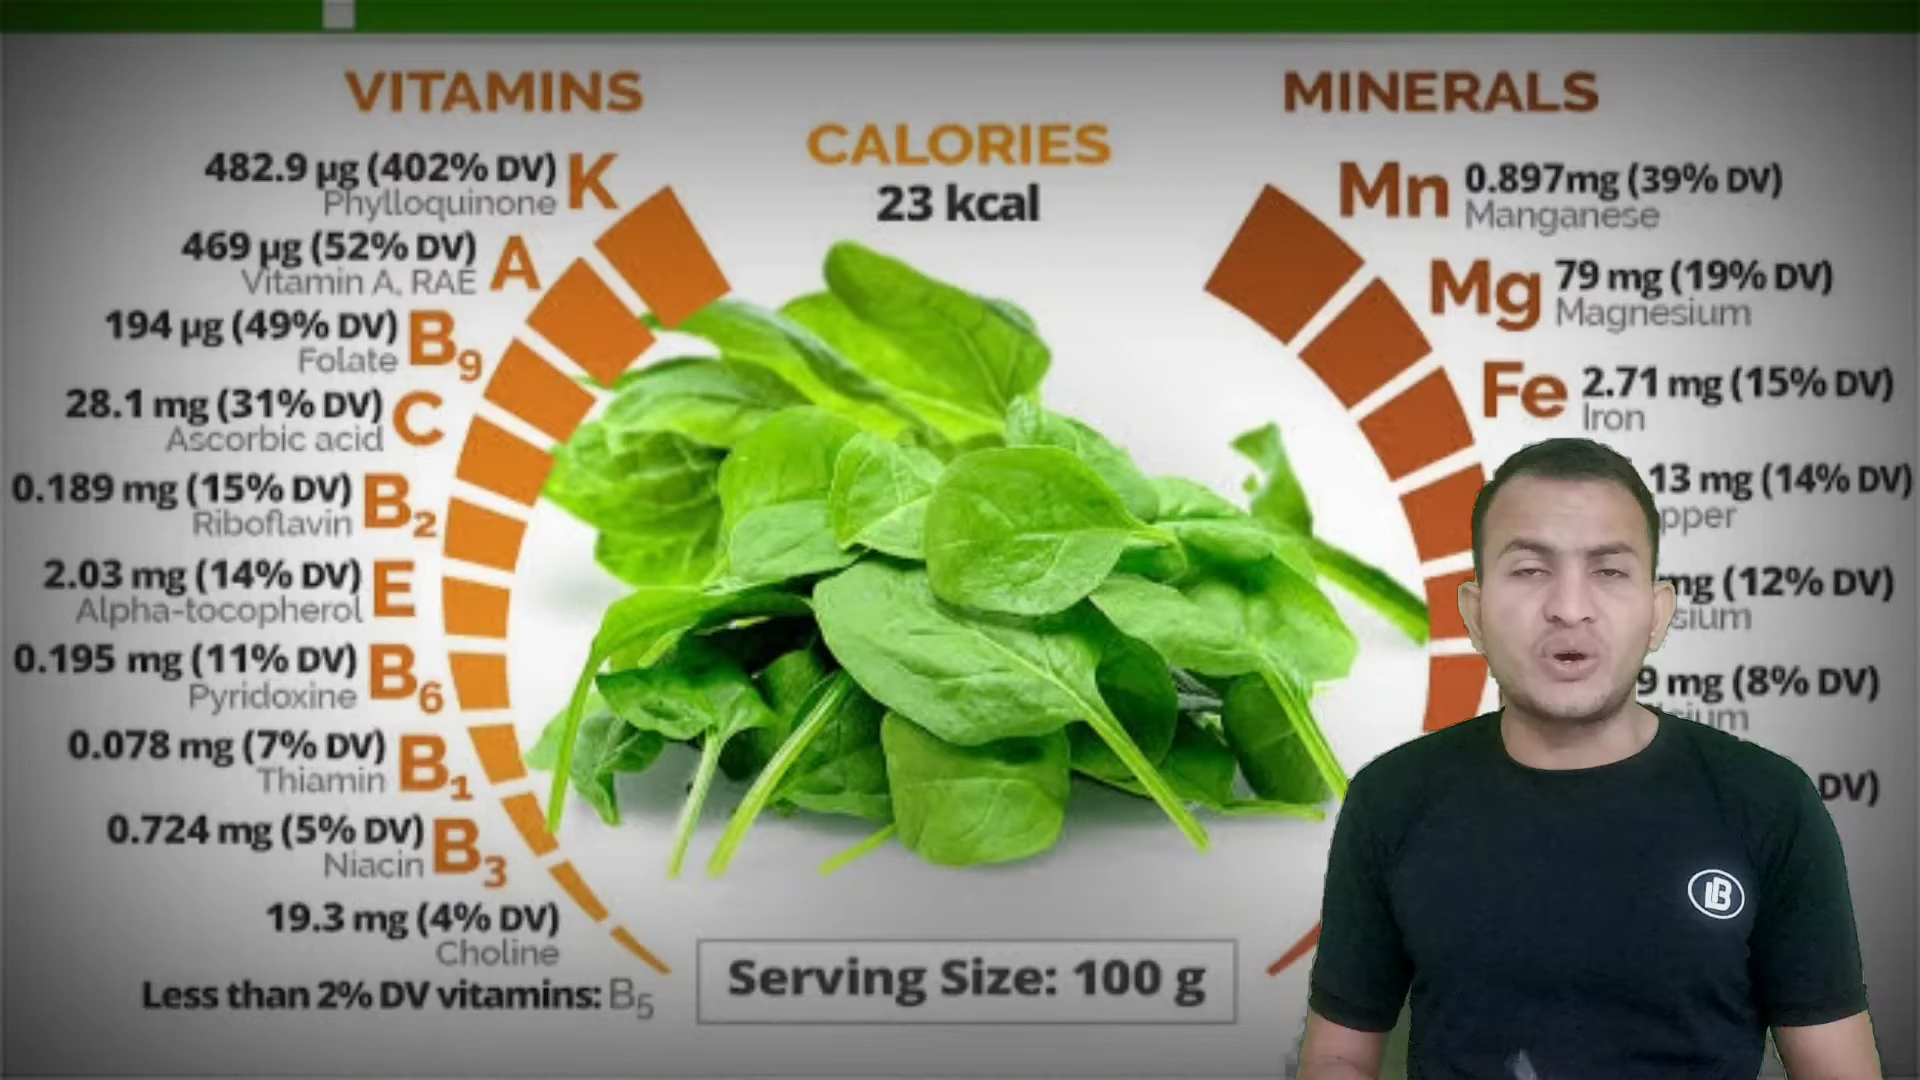 VITAMINS
482.9 µg (402% DV) K
Phylloquinone
469 µg (52% DV) A
Vitamin A, RAE
194 µg (49% DV) B9
Folate
28.1 mg (31% DV) C
Ascorbic acid
0.189 mg (15% DV) B2
Riboflavin
2.03 mg (14% DV) E
Alpha-tocopherol
0.195 mg (11% DV) B6
Pyridoxine
0.078 mg (7% DV) B1
Thiamin
0.724 mg (5% DV) B3
Niacin
19.3 mg (4% DV)
Choline
Less than 2% DV vitamins: B5
CALORIES
23 kcal
Serving Size: 100 g
MINERALS
Mn 0.897mg (39% DV)
Manganese
Mg 79 mg (19% DV)
Magnesium
Fe 2.71 mg (15% DV)
Iron
13 mg (14% DV)
pper
mg (12% DV)
sium
9 mg (8% DV)
cium
DV)
B